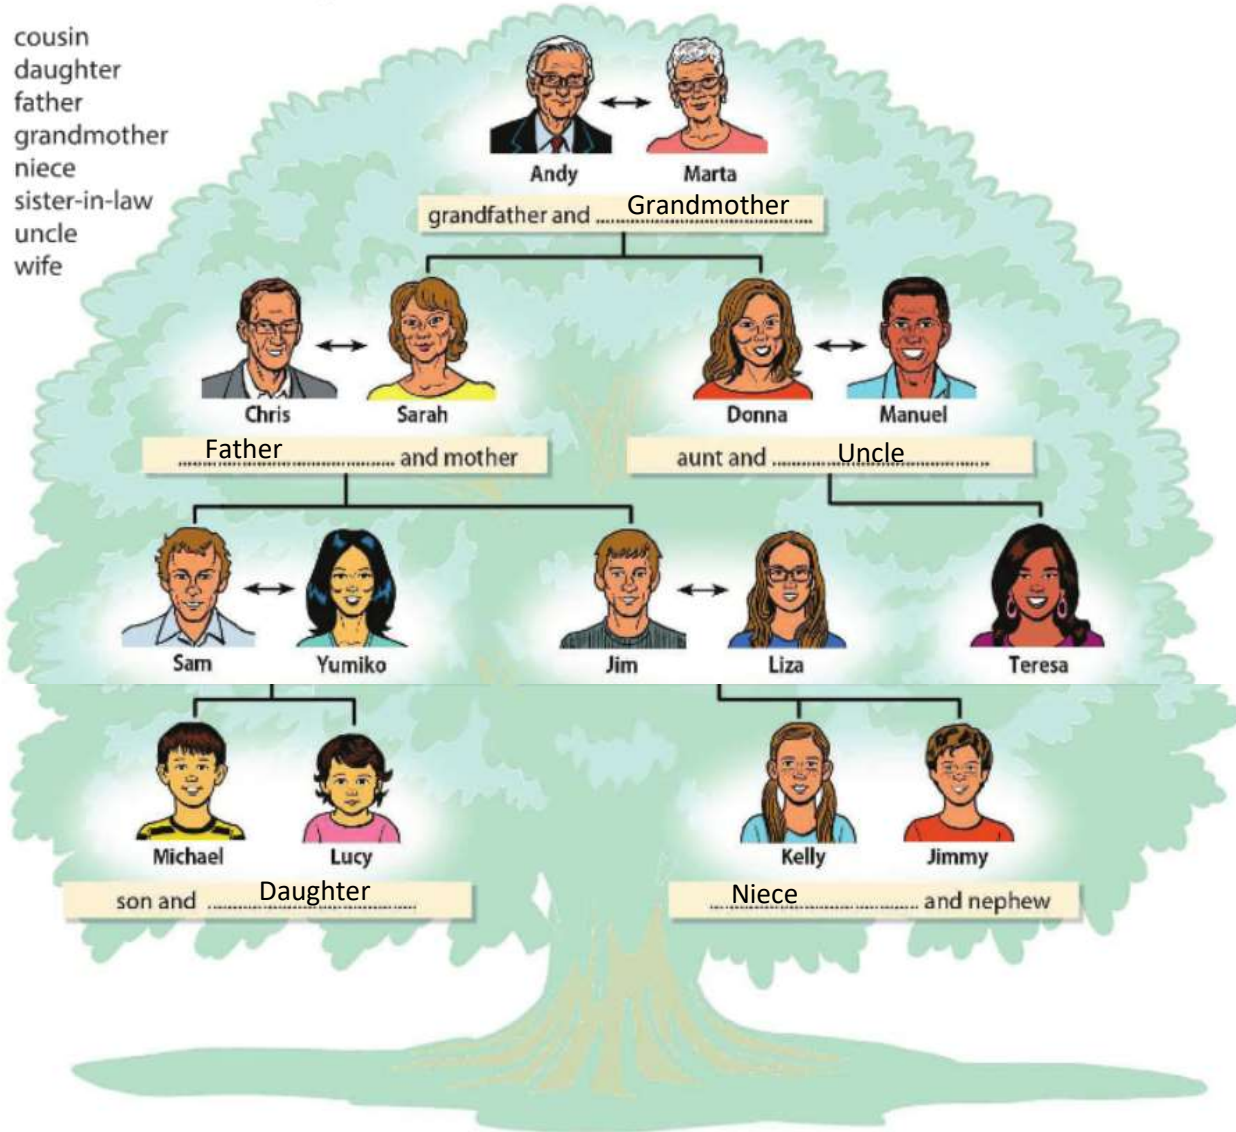 cousin
daughter
father
grandmother
niece
sister-in-law
uncle
wife
Andy Marta
grandfather and Grandmother
Chris Sarah Donna Manuel
Father and mother aunt and Uncle
Sam Yumiko Jim Liza Teresa
Michael Lucy Kelly Jimmy
son and Daughter Niece and nephew